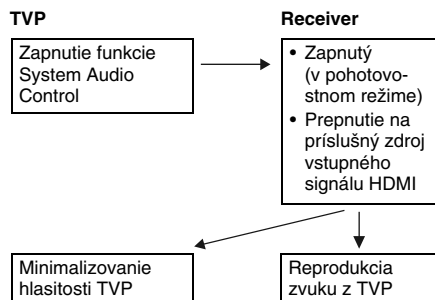 TVP
Receiver
Zapnutie funkcie
System Audio
Control
• Zapnutý
(v pohotovo-
stnom režime)
• Prepnutie na
príslušný zdroj
vstupného
signálu HDMI
Minimalizovanie
hlasitosti TVP
Reprodukcia
zvuku z TVP